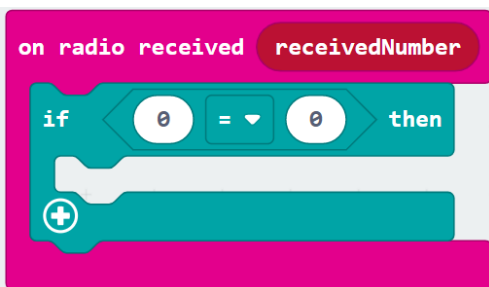 on radio received receivedNumber
if 0 = 0 then